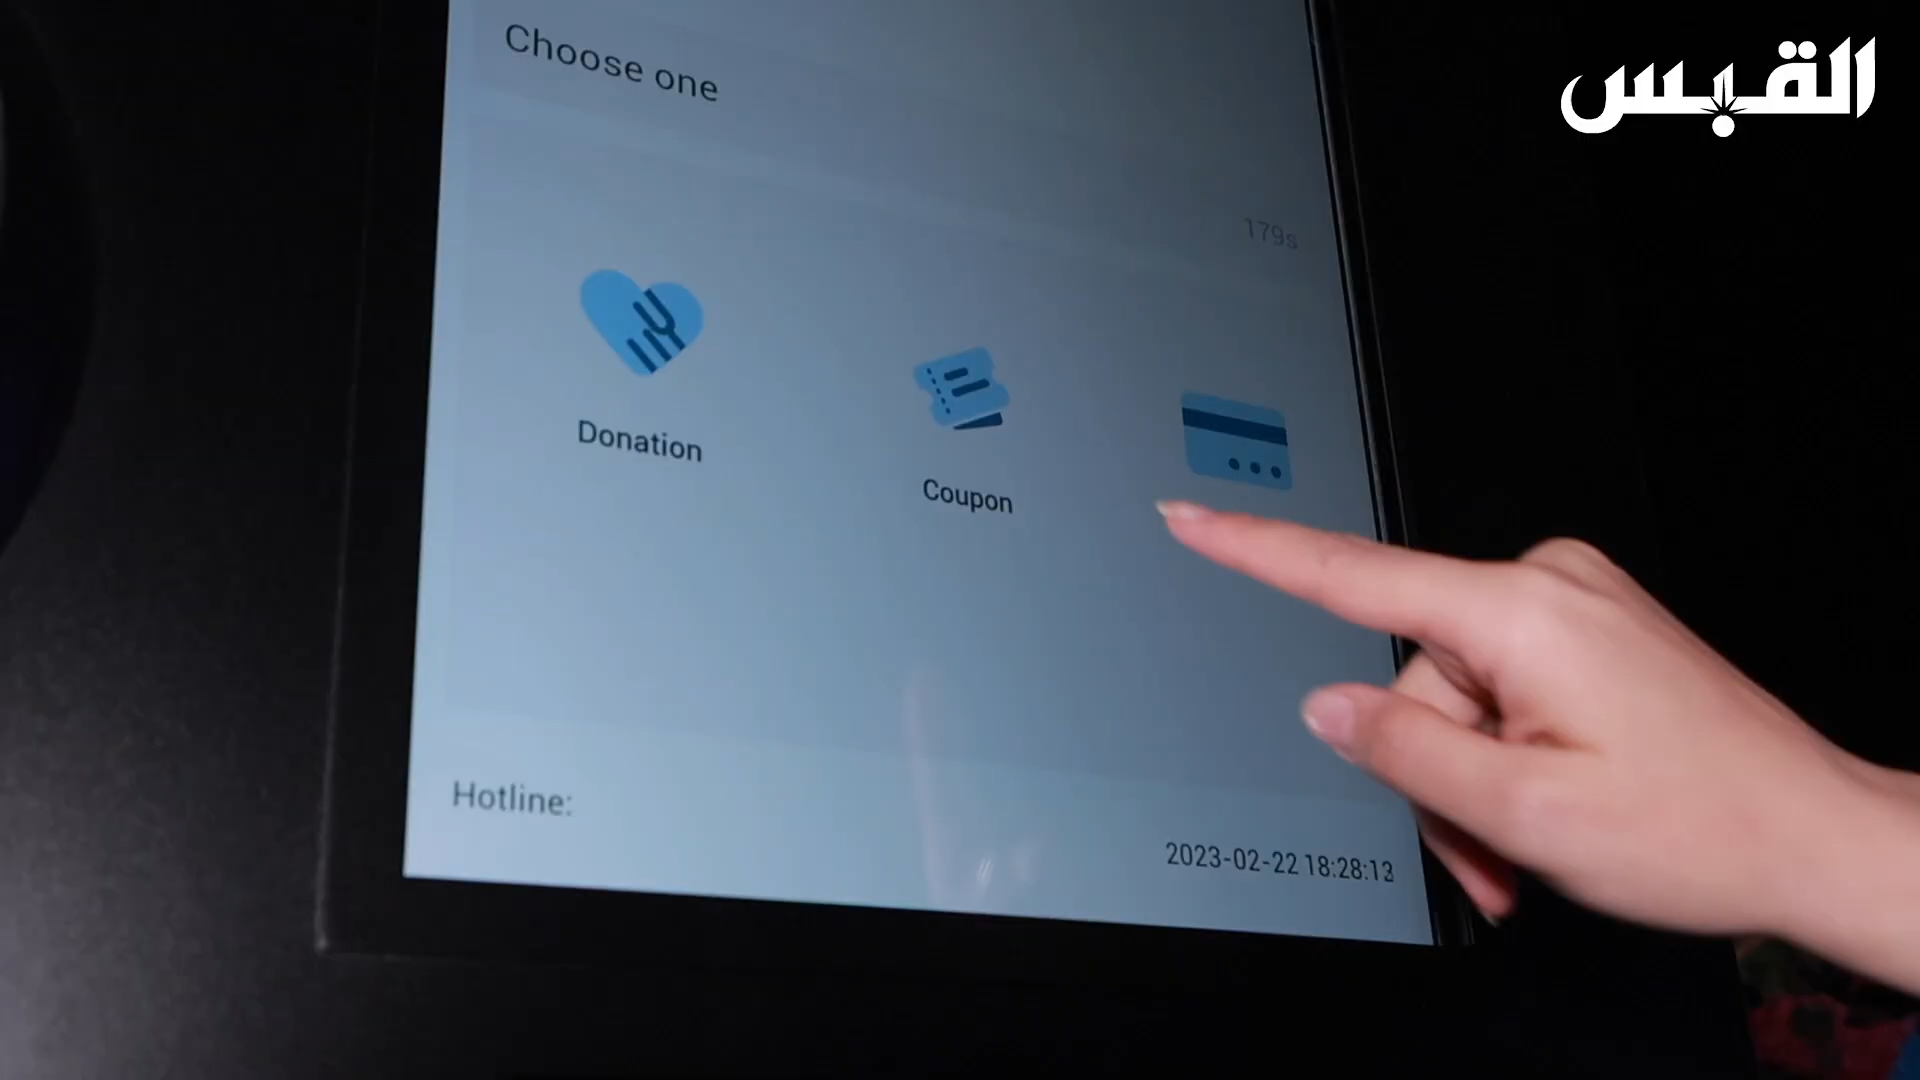 القبس
Choose one
179s
Donation
Coupon
Hotline:
2023-02-22 18:28:13